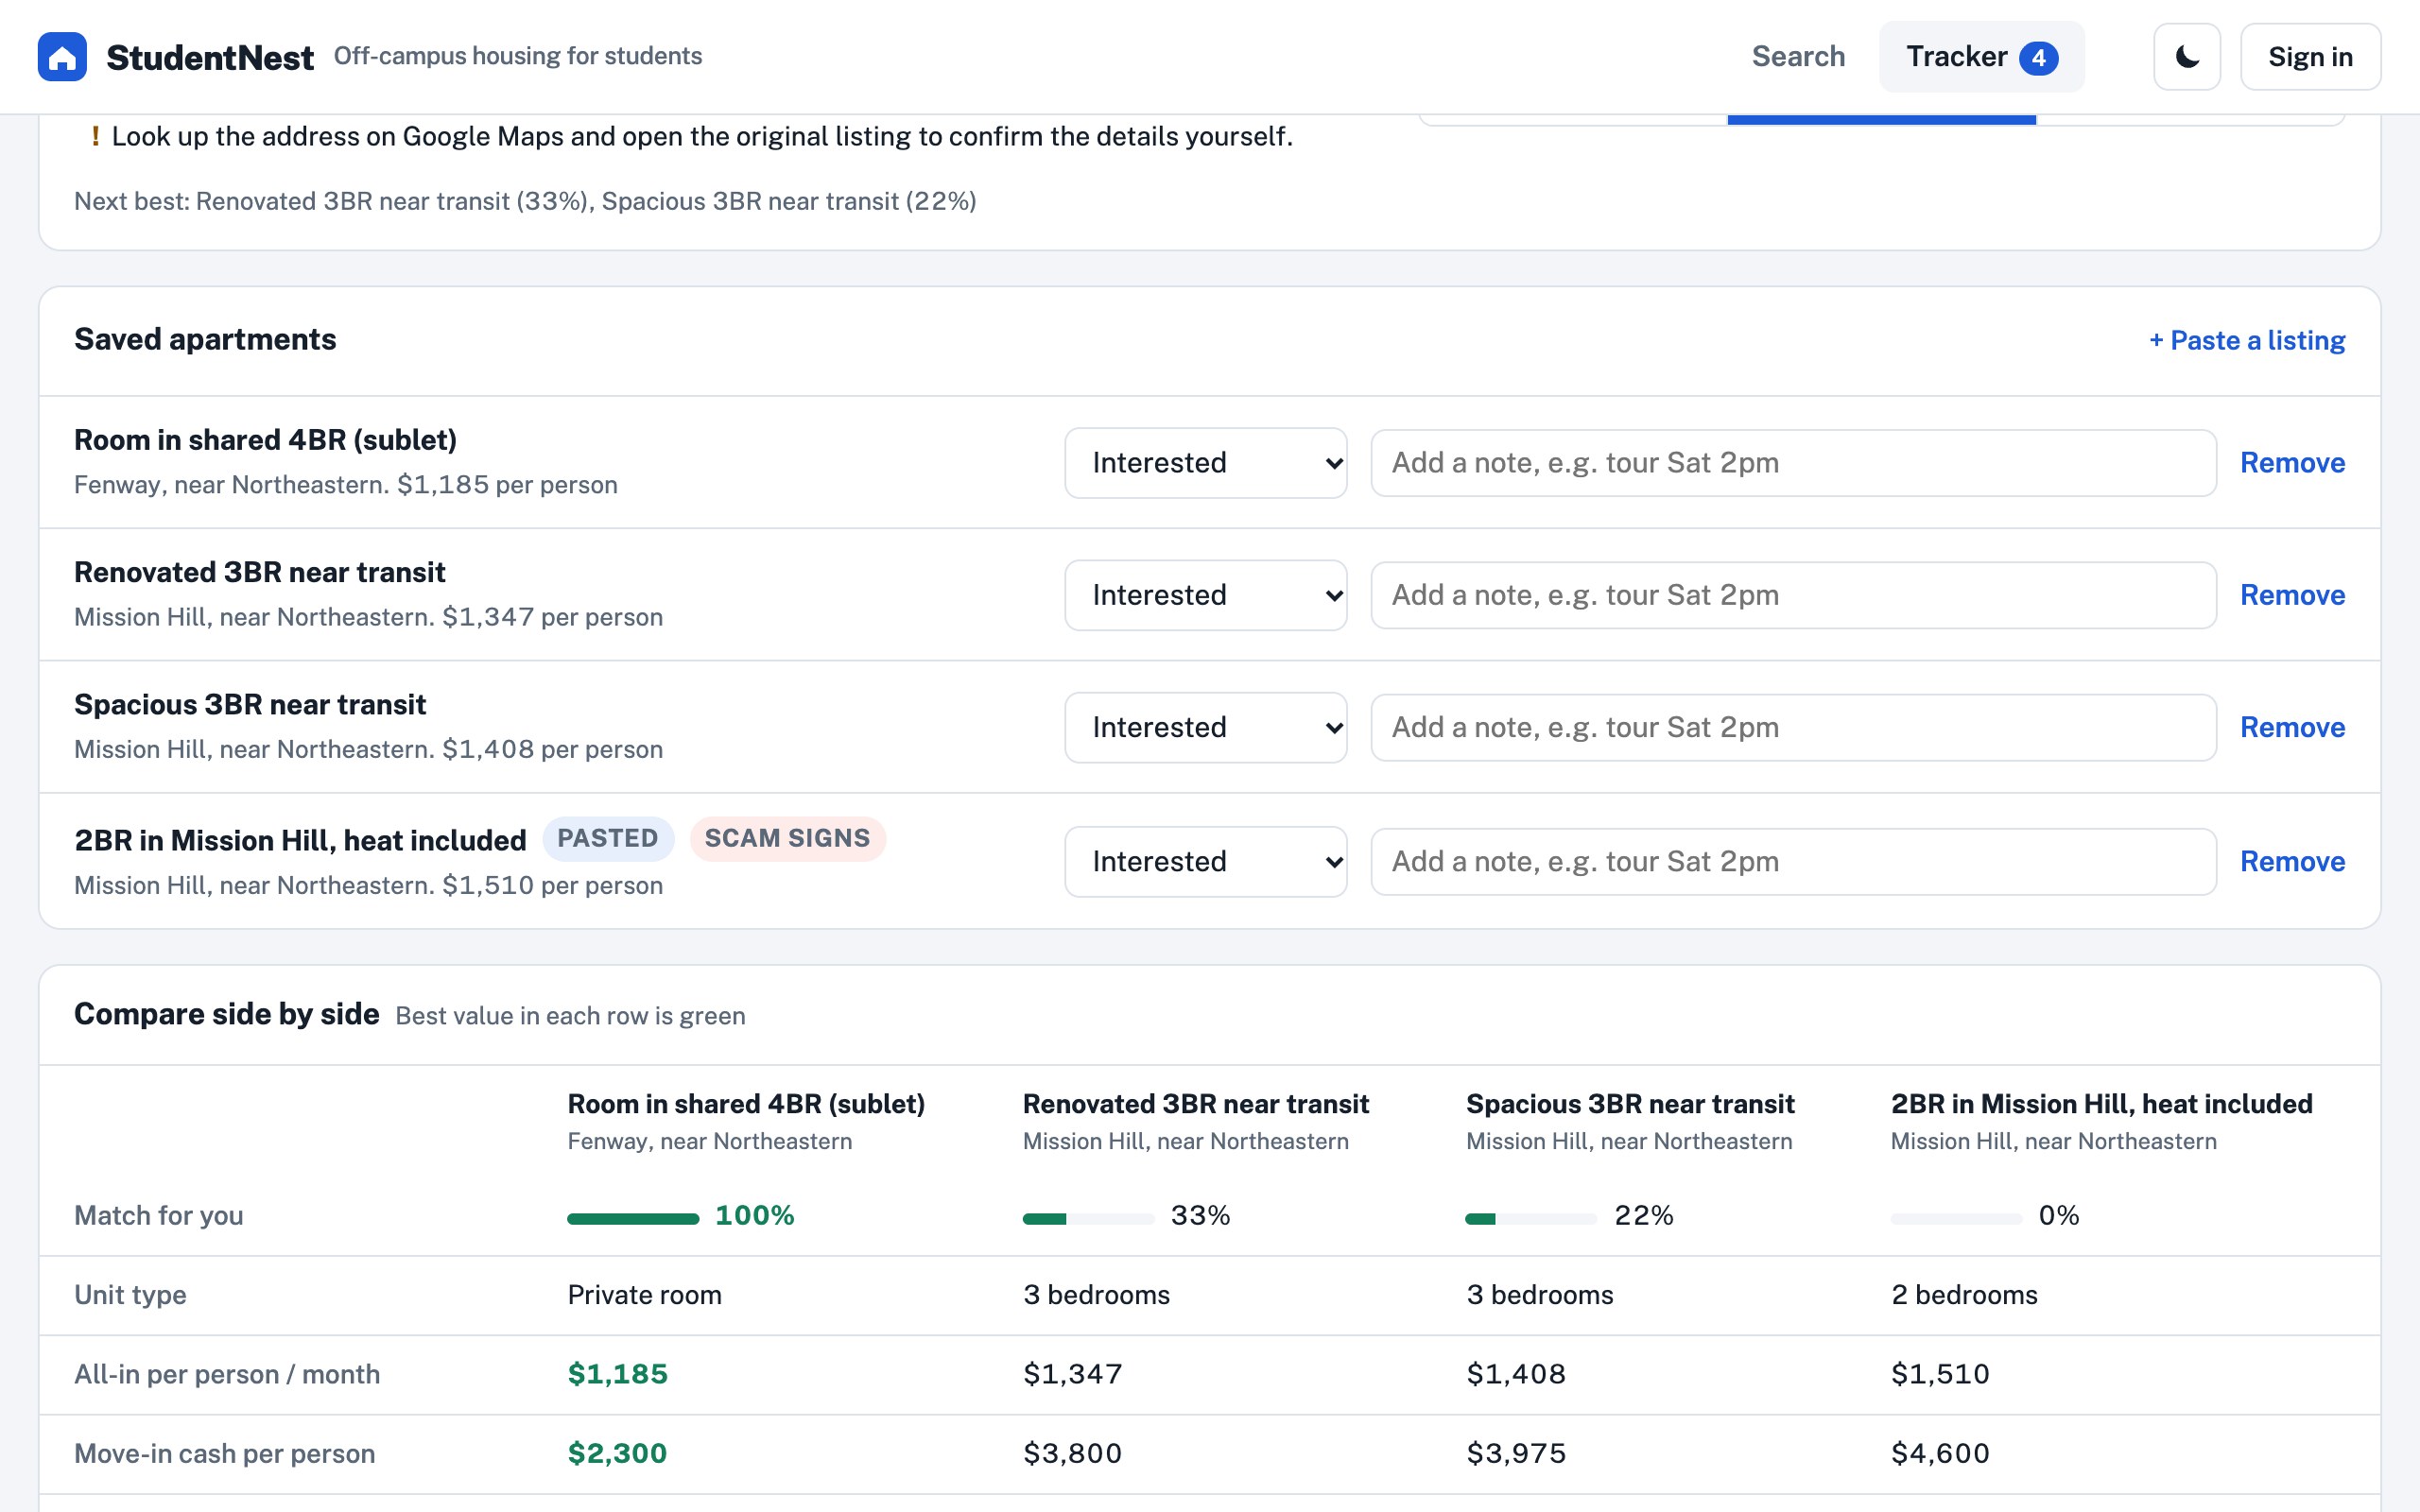 StudentNest Off-campus housing for students Search Tracker 4 Sign in
! Look up the address on Google Maps and open the original listing to confirm the details yourself.
Next best: Renovated 3BR near transit (33%), Spacious 3BR near transit (22%)
Saved apartments + Paste a listing
Room in shared 4BR (sublet)
Fenway, near Northeastern. $1,185 per person
Interested Add a note, e.g. tour Sat 2pm Remove
Renovated 3BR near transit
Mission Hill, near Northeastern. $1,347 per person
Interested Add a note, e.g. tour Sat 2pm Remove
Spacious 3BR near transit
Mission Hill, near Northeastern. $1,408 per person
Interested Add a note, e.g. tour Sat 2pm Remove
2BR in Mission Hill, heat included PASTED SCAM SIGNS
Mission Hill, near Northeastern. $1,510 per person
Interested Add a note, e.g. tour Sat 2pm Remove
Compare side by side Best value in each row is green
Room in shared 4BR (sublet) Renovated 3BR near transit Spacious 3BR near transit 2BR in Mission Hill, heat included
Fenway, near Northeastern Mission Hill, near Northeastern Mission Hill, near Northeastern Mission Hill, near Northeastern
Match for you 100% 33% 22% 0%
Unit type Private room 3 bedrooms 3 bedrooms 2 bedrooms
All-in per person / month $1,185 $1,347 $1,408 $1,510
Move-in cash per person $2,300 $3,800 $3,975 $4,600